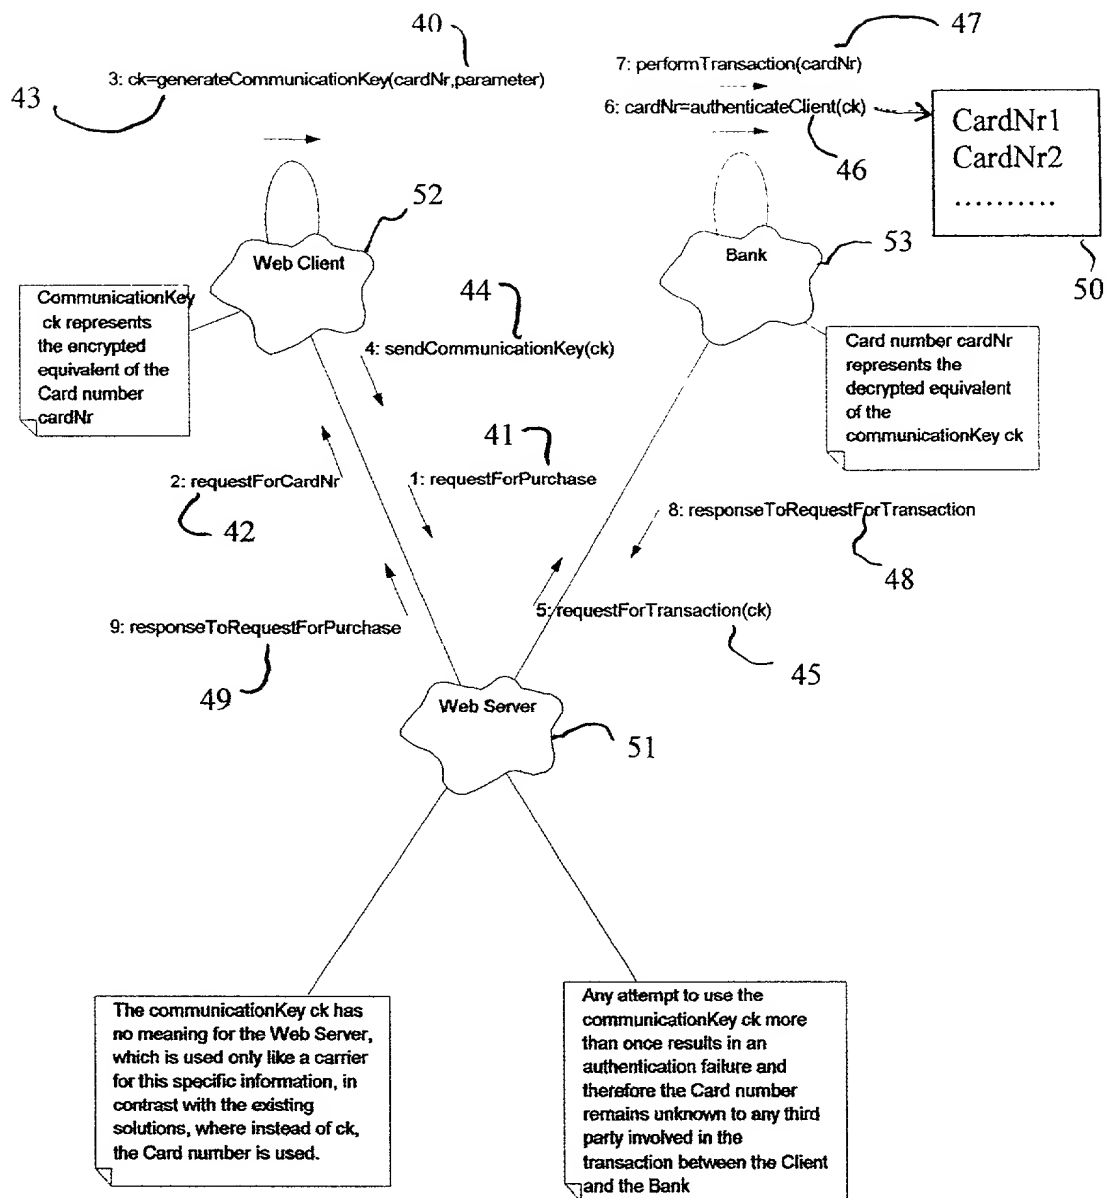 40
47
3: ck=generateCommunicationKey(cardNr,parameter)
43
7: performTransaction(cardNr)
6: cardNr=authenticateClient(ck)
46
CardNr1
CardNr2
..........
50
52
Web Client
Bank
53
CommunicationKey
ck represents
the encrypted
equivalent of the
Card number
cardNr
44
4: sendCommunicationKey(ck)
Card number cardNr
represents the
decrypted equivalent
of the
communicationKey ck
41
2: requestForCardNr
1: requestForPurchase
42
8: responseToRequestForTransaction
48
9: responseToRequestForPurchase
5: requestForTransaction(ck)
49
45
Web Server
51
The communicationKey ck has
no meaning for the Web Server,
which is used only like a carrier
for this specific information, in
contrast with the existing
solutions, where instead of ck,
the Card number is used.
Any attempt to use the
communicationKey ck more
than once results in an
authentication failure and
therefore the Card number
remains unknown to any third
party involved in the
transaction between the Client
and the Bank